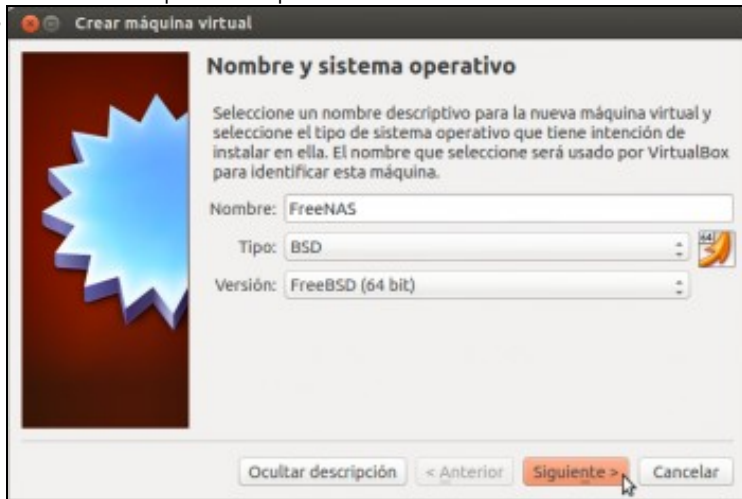 Crear máquina virtual
Nombre y sistema operativo
Seleccione un nombre descriptivo para la nueva máquina virtual y
seleccione el tipo de sistema operativo que tiene intención de
instalar en ella. El nombre que seleccione será usado por VirtualBox
para identificar esta máquina.
Nombre: FreeNAS
Tipo: BSD
64
Versión: FreeBSD (64 bit)
Ocultar descripción < Anterior Siguiente > Cancelar